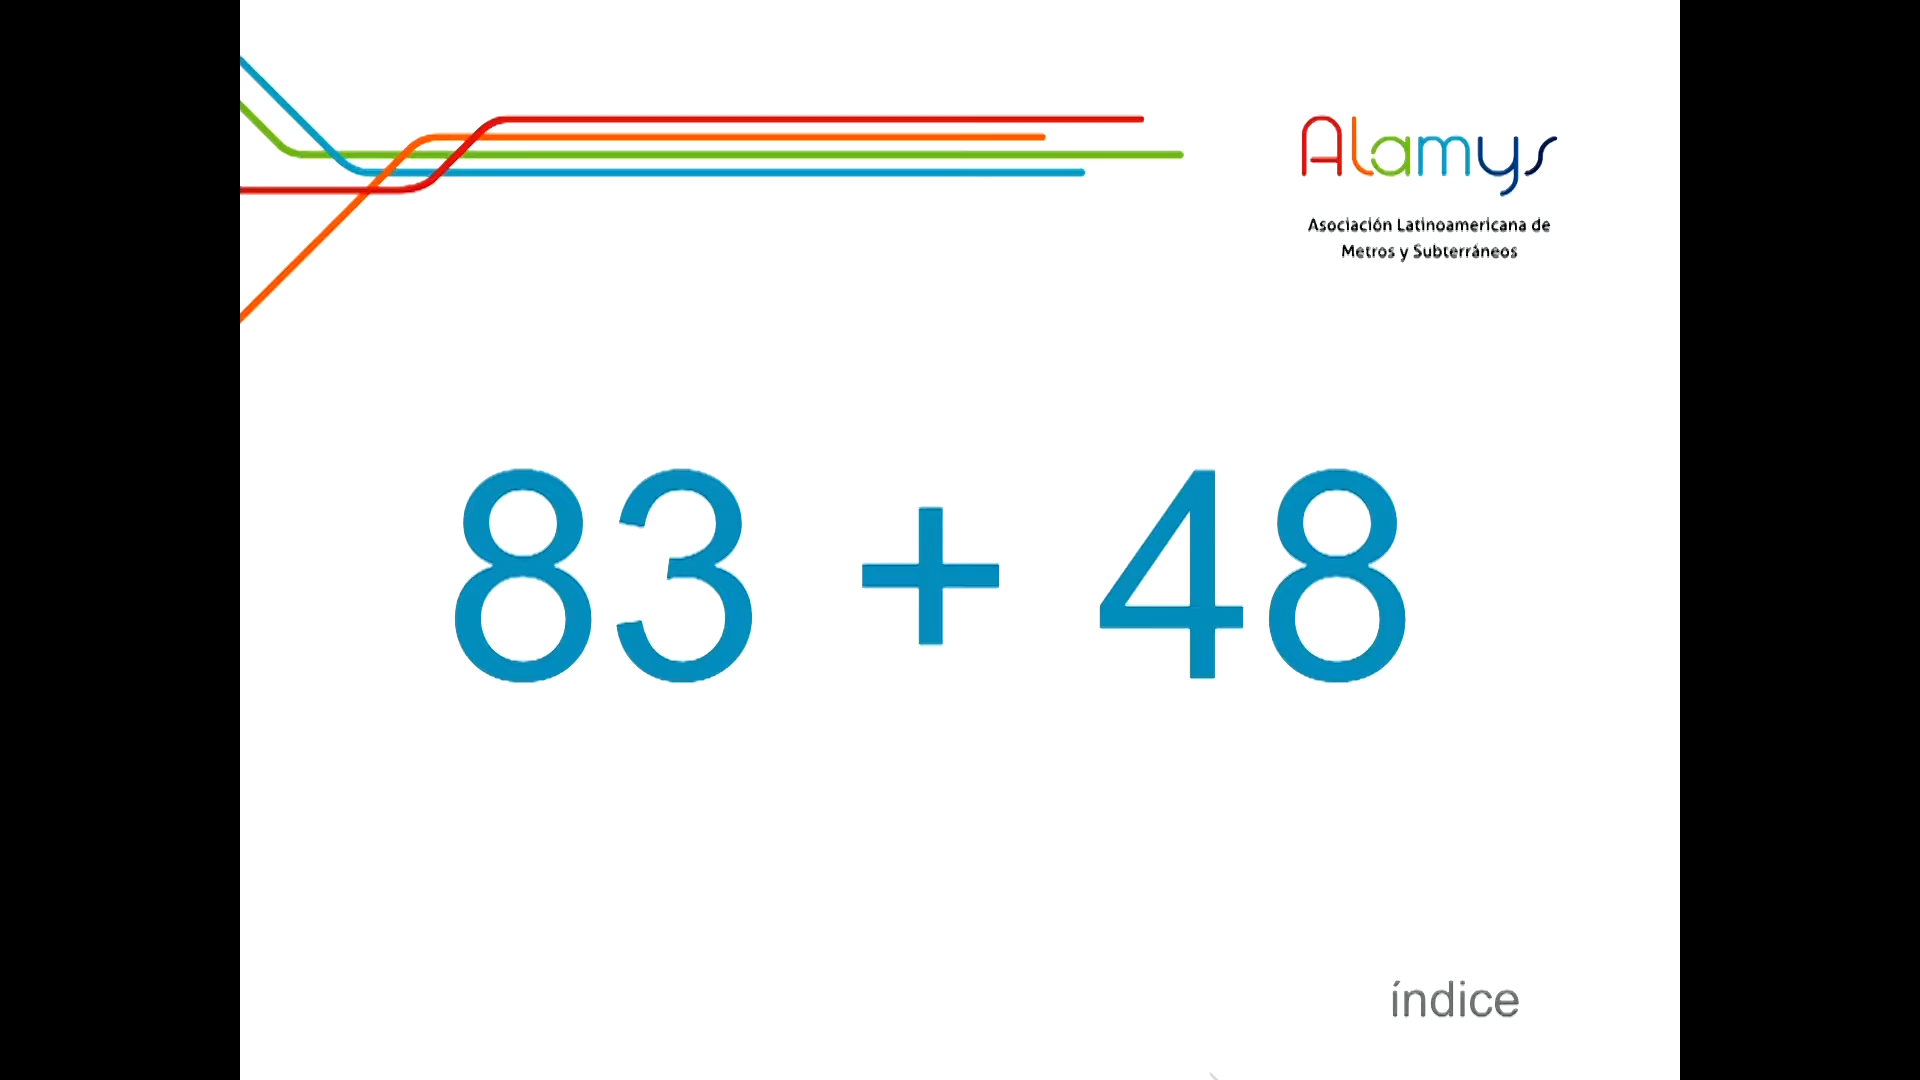 Alamys
Asociación Latinoamericana de
Metros y Subterráneos
83 + 48
índice